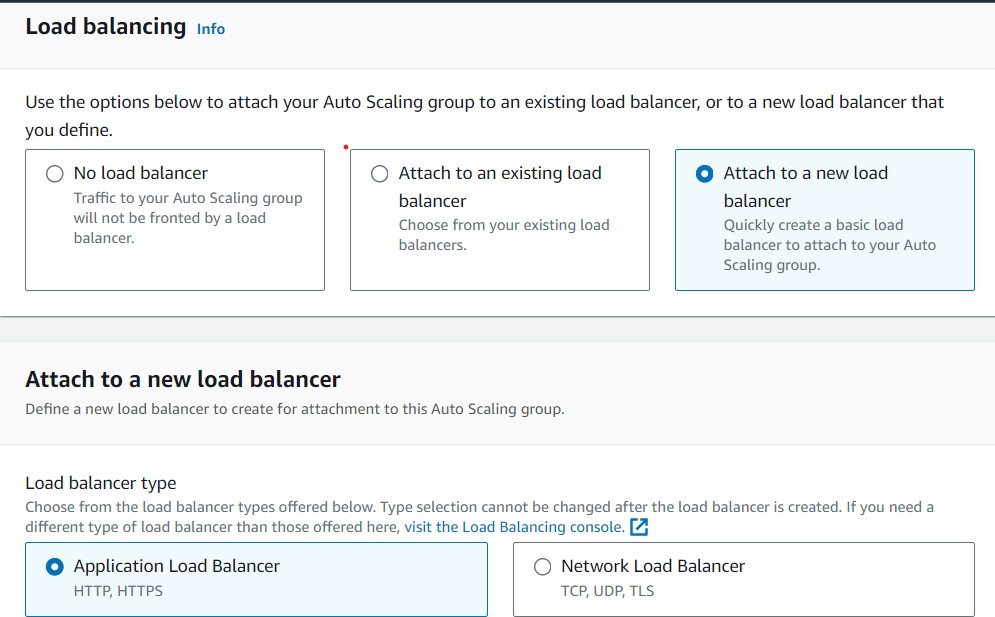 Load balancing Info
Use the options below to attach your Auto Scaling group to an existing load balancer, or to a new load balancer that
you define.
No load balancer
Traffic to your Auto Scaling group
will not be fronted by a load
balancer.
Attach to an existing load
balancer
Choose from your existing load
balancers.
Attach to a new load
balancer
Quickly create a basic load
balancer to attach to your Auto
Scaling group.
Attach to a new load balancer
Define a new load balancer to create for attachment to this Auto Scaling group.
Load balancer type
Choose from the load balancer types offered below. Type selection cannot be changed after the load balancer is created. If you need a
different type of load balancer than those offered here, visit the Load Balancing console.
Application Load Balancer
HTTP, HTTPS
Network Load Balancer
TCP, UDP, TLS